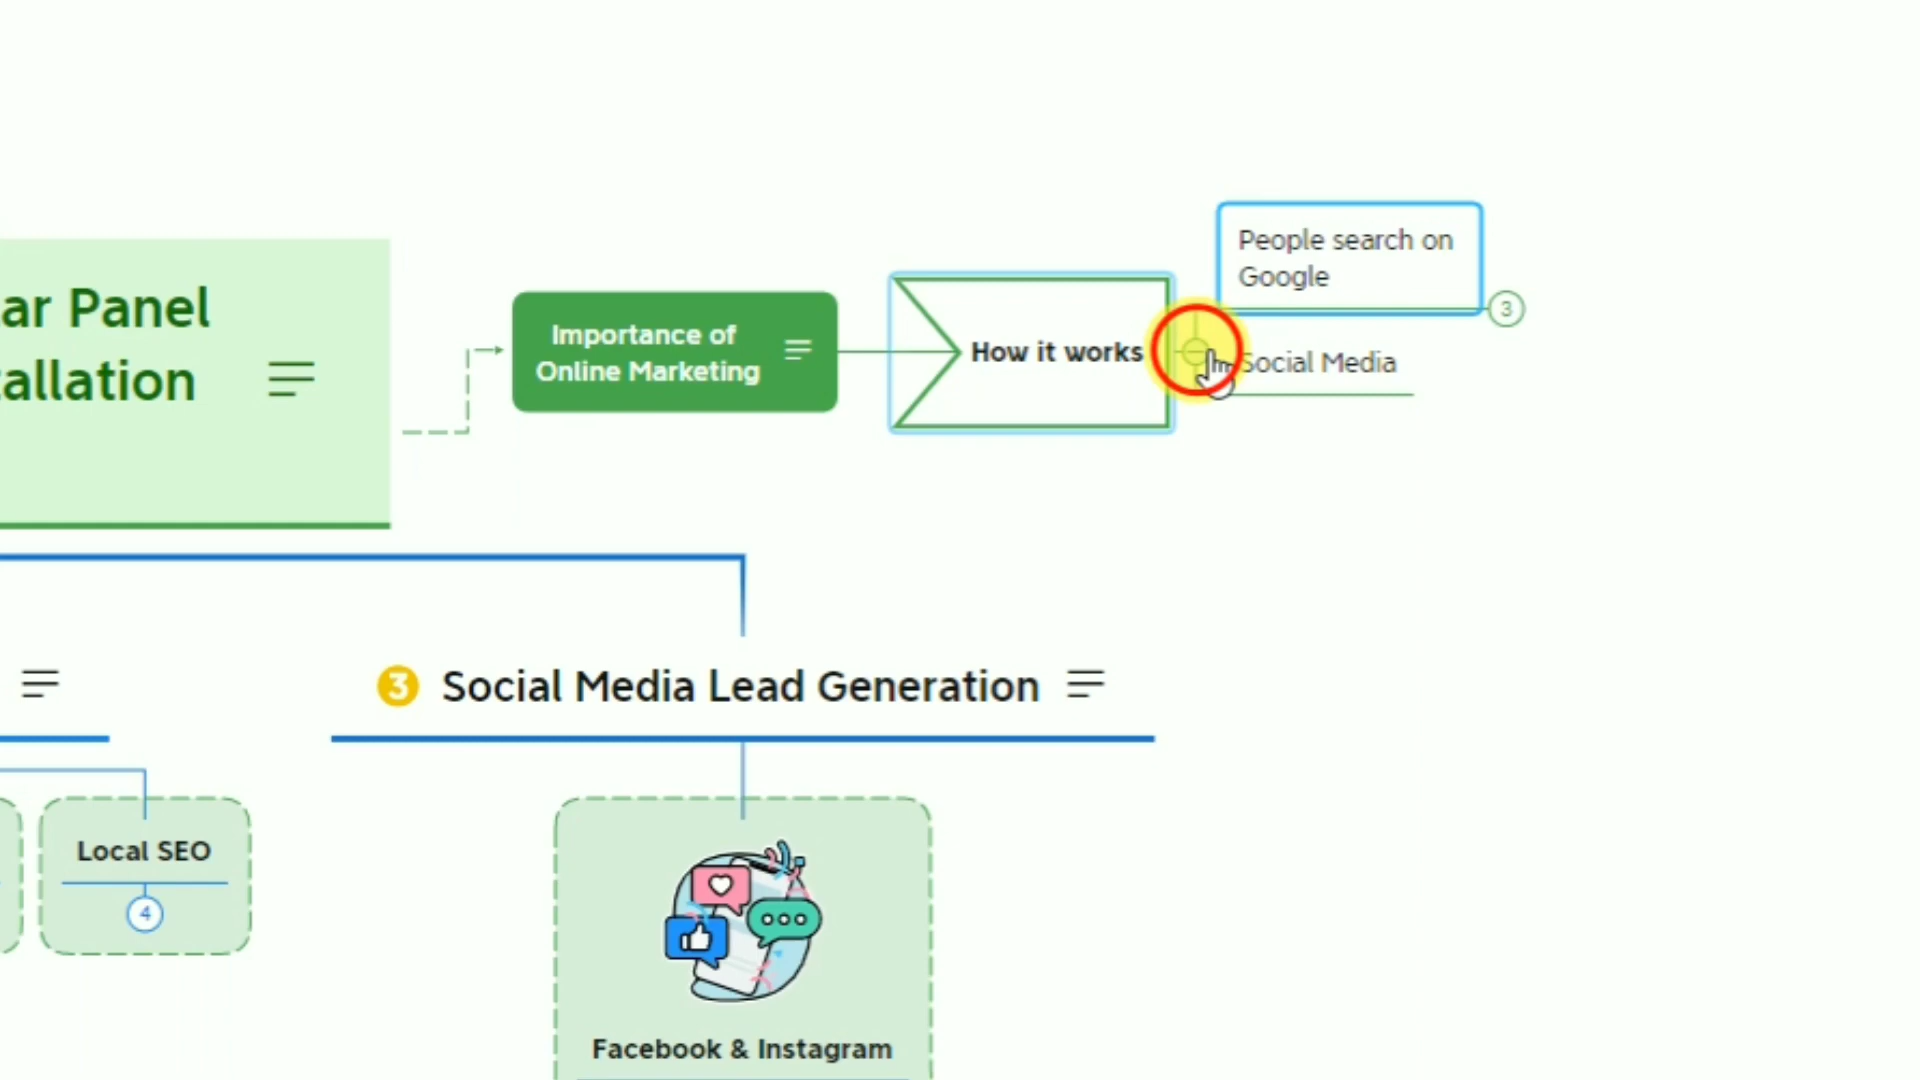 ar Panel
allation
Importance of
Online Marketing
How it works
People search on
Google
3
Social Media
3 Social Media Lead Generation
Local SEO
4
Facebook & Instagram